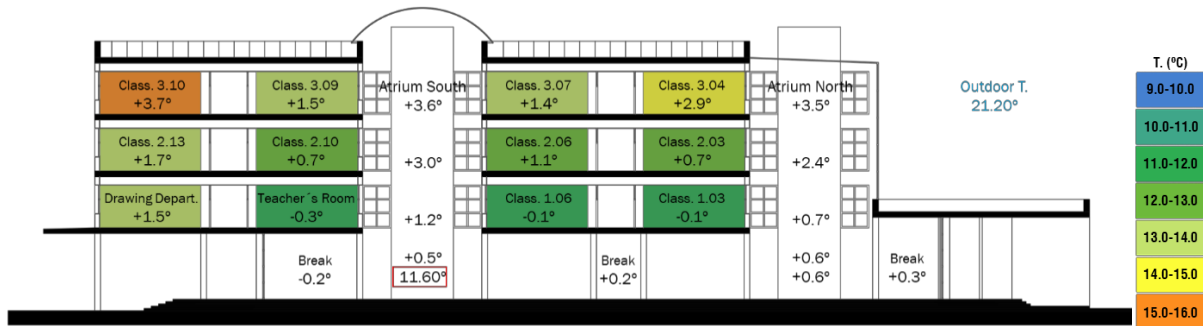 Class. 3.10
+3.7°
Class. 3.09
+1.5°
Atrium South
+3.6°
Class. 3.07
+1.4°
Class. 3.04
+2.9°
Atrium North
+3.5°
Outdoor T.
21.20°
Class. 2.13
+1.7°
Class. 2.10
+0.7°
+3.0°
Class. 2.06
+1.1°
Class. 2.03
+0.7°
+2.4°
Drawing Depart.
+1.5°
Teacher´s Room
-0.3°
+1.2°
Class. 1.06
-0.1°
Class. 1.03
-0.1°
+0.7°
Break
-0.2°
+0.5°
11.60°
Break
+0.2°
+0.6°
+0.6°
Break
+0.3°
T. (ºC)
9.0-10.0
10.0-11.0
11.0-12.0
12.0-13.0
13.0-14.0
14.0-15.0
15.0-16.0